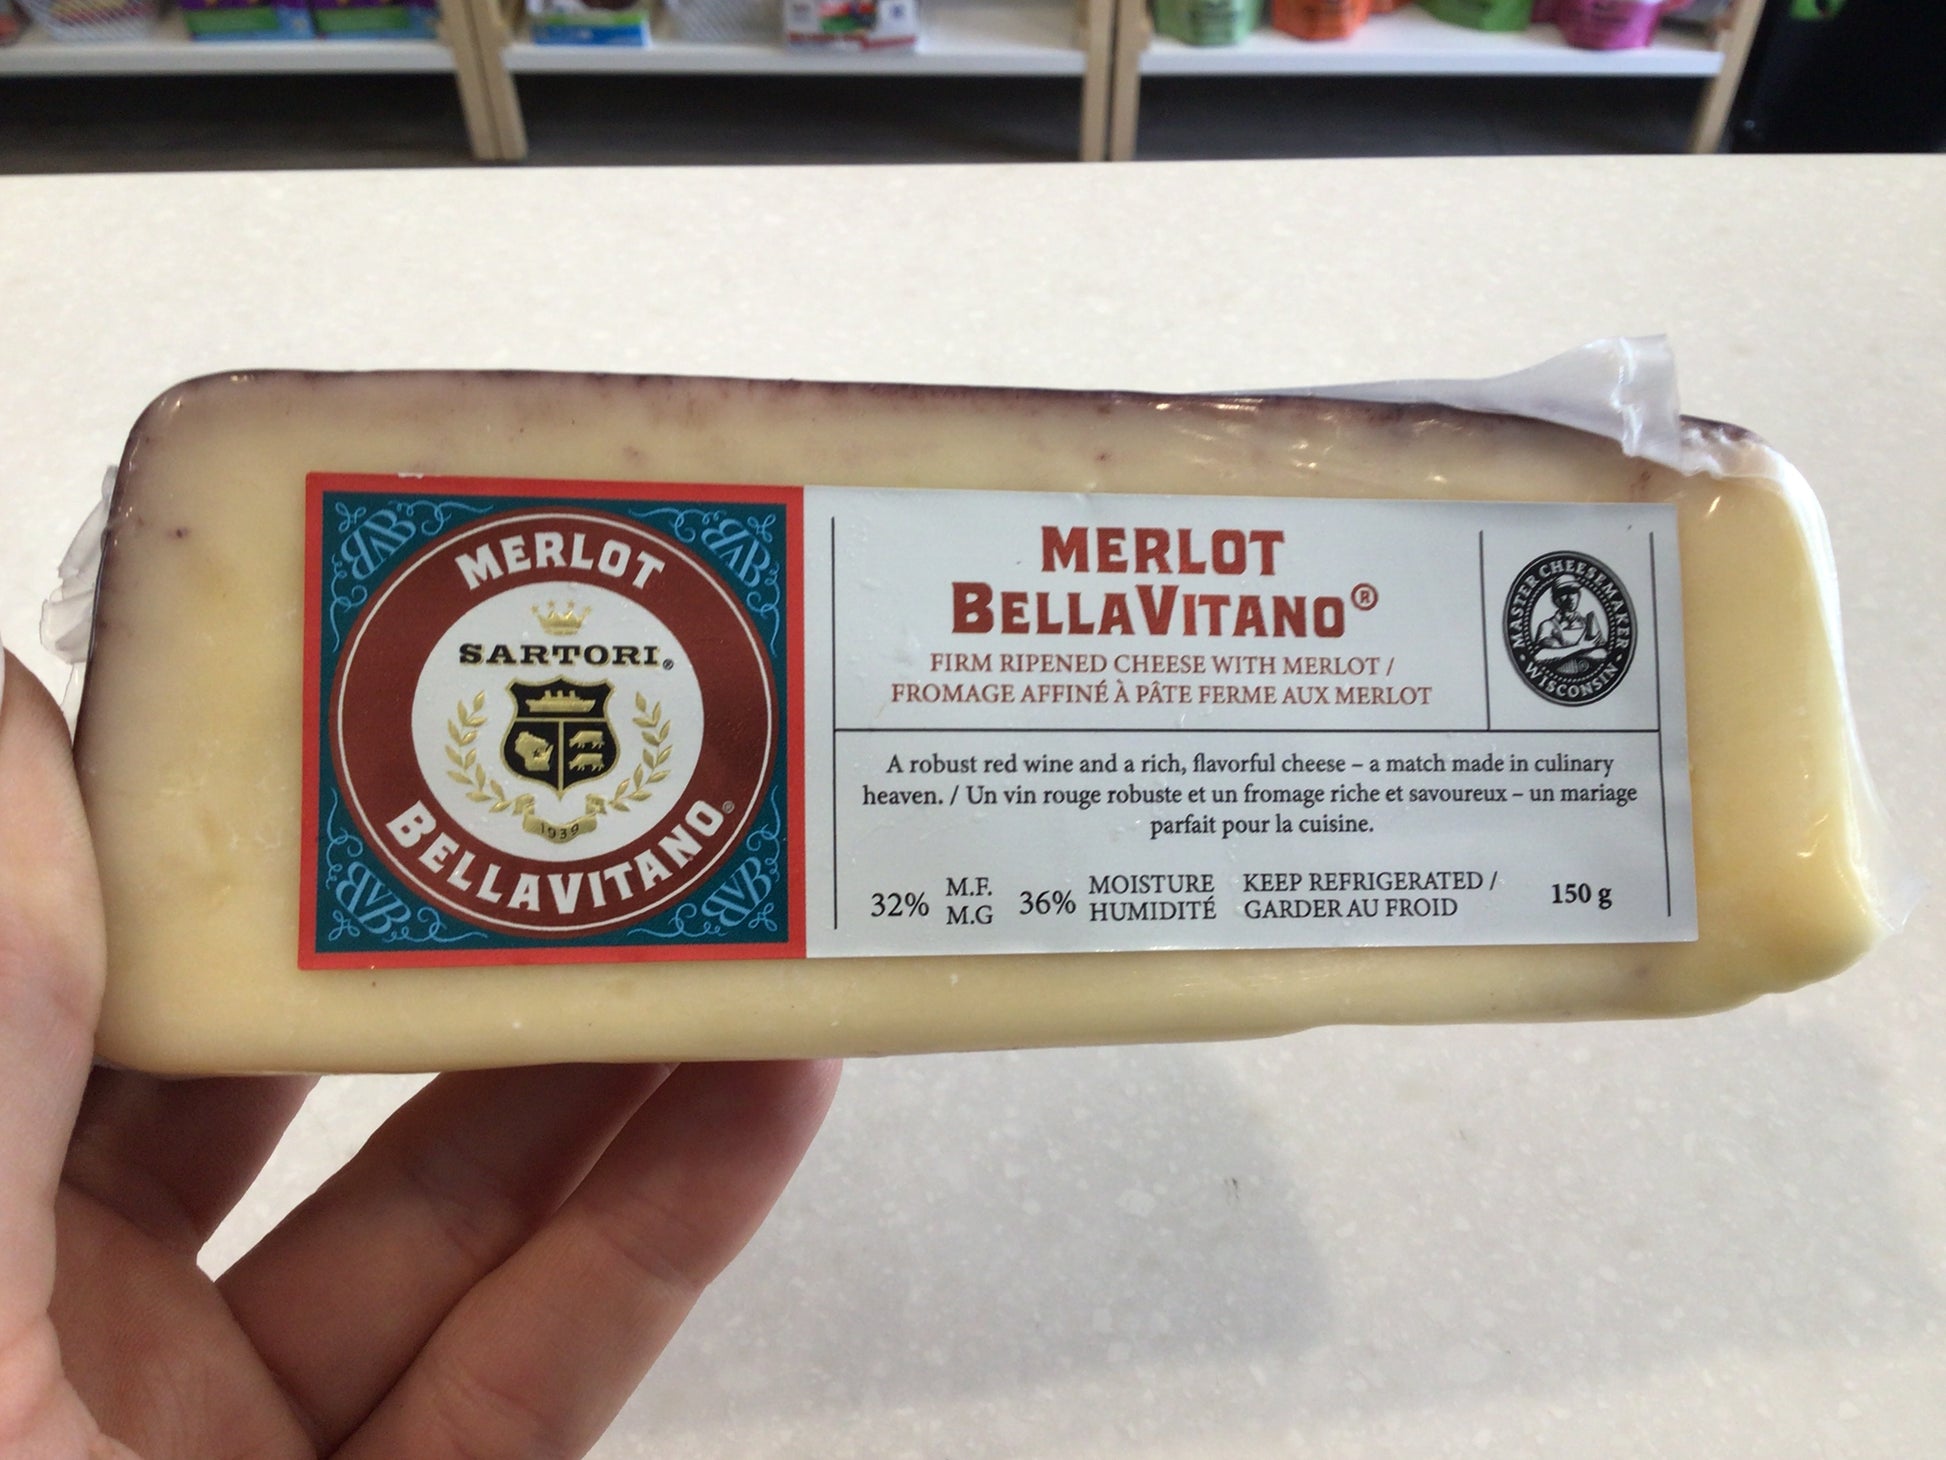 MERLOT
SARTORI®
1939
BELLAVITANO®
MERLOT
BELLAVITANO®
FIRM RIPENED CHEESE WITH MERLOT /
FROMAGE AFFINÉ À PÂTE FERME AUX MERLOT
MASTER CHEESEMAKER
WISCONSIN
A robust red wine and a rich, flavorful cheese – a match made in culinary
heaven. / Un vin rouge robuste et un fromage riche et savoureux – un mariage
parfait pour la cuisine.
32% M.F. 36% MOISTURE KEEP REFRIGERATED / 150 g
M.G HUMIDITÉ GARDER AU FROID